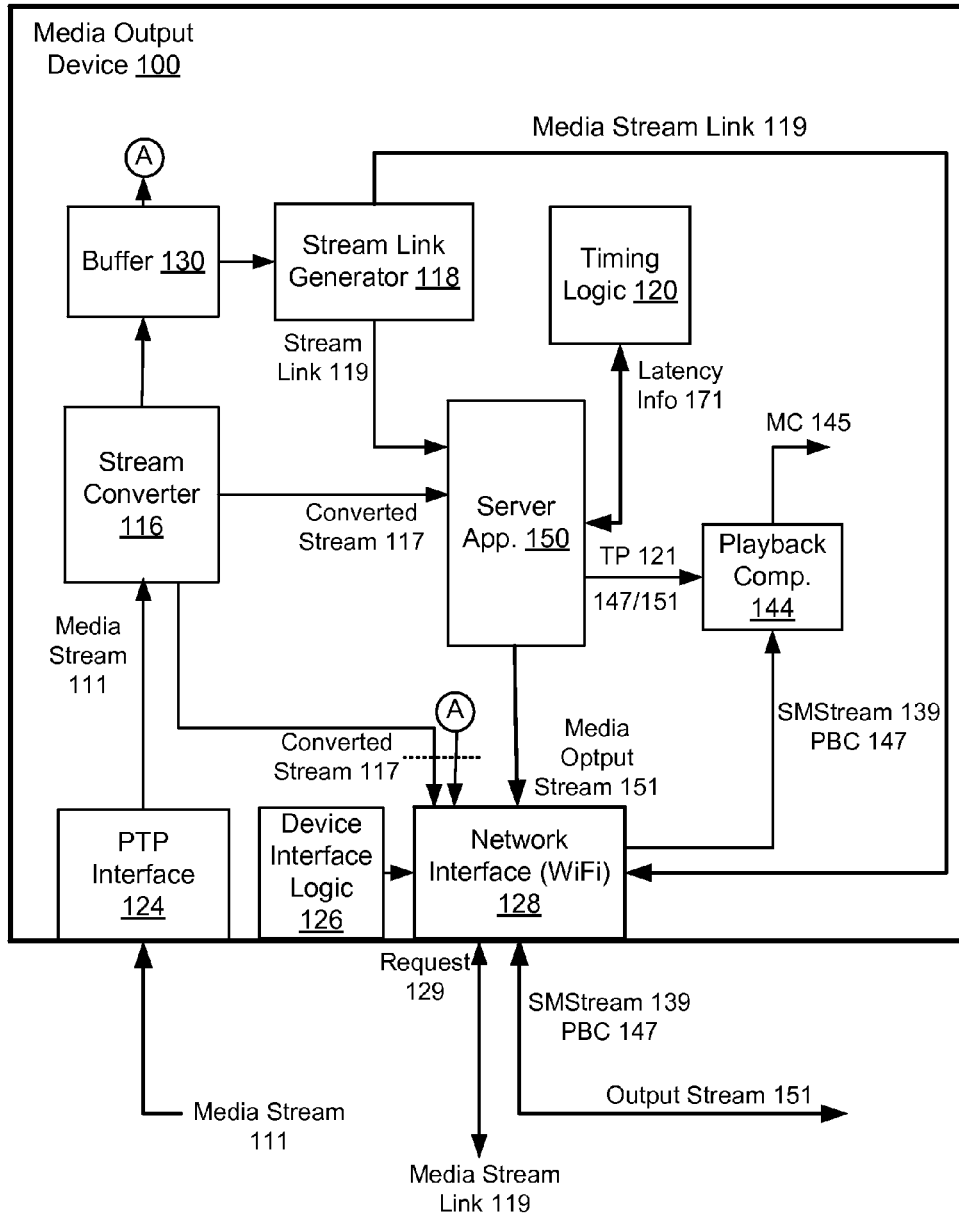 Media Output
Device 100
Media Stream Link 119
A
Buffer 130
Stream Link
Generator 118
Timing
Logic 120
Stream
Link 119
Latency
Info 171
MC 145
Stream
Converter
116
Converted
Stream 117
Server
App. 150
TP 121
147/151
Playback
Comp.
144
Media
Stream
111
A
Converted
Stream 117
Media
Optput
Stream 151
SMStream 139
PBC 147
PTP
Interface
124
Device
Interface
Logic
126
Network
Interface (WiFi)
128
Request
129
SMStream 139
PBC 147
Output Stream 151
Media Stream
111
Media Stream
Link 119